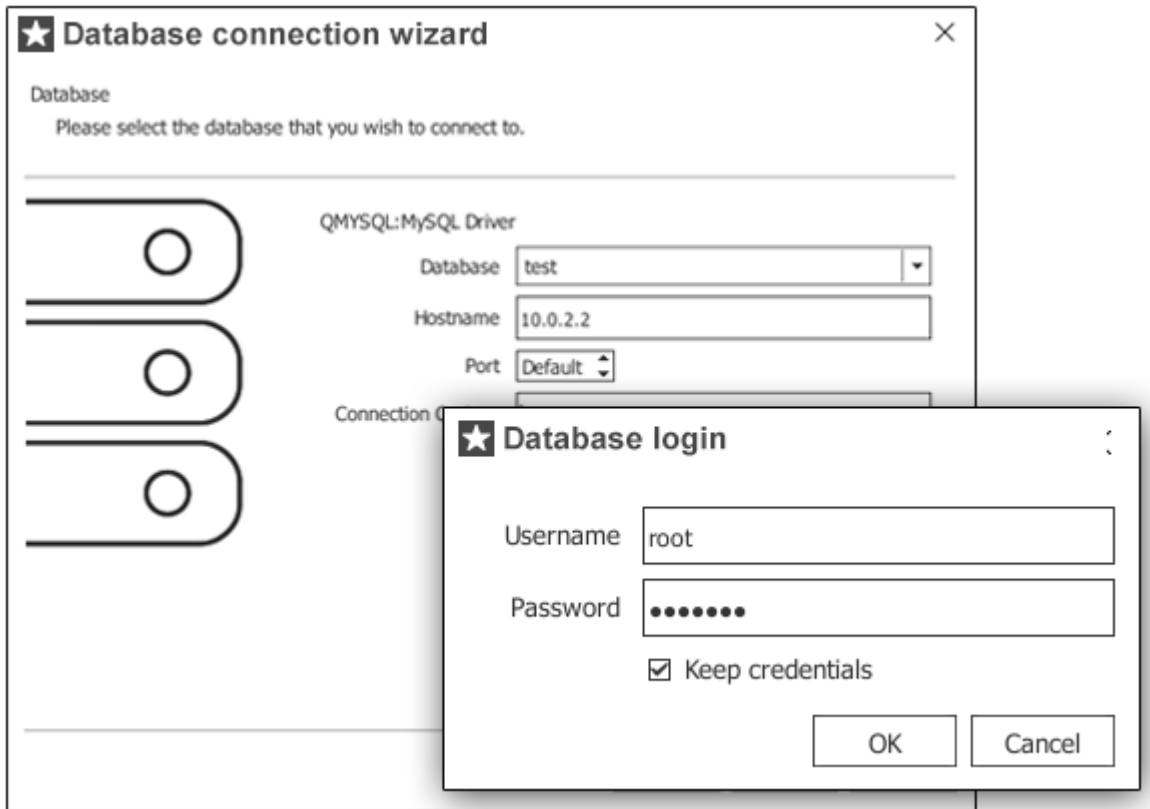 Database connection wizard
Database
Please select the database that you wish to connect to.
QMYSQL:MySQL Driver
Database test
Hostname 10.0.2.2
Port Default
Connection
Database login
Username root
Password •••••••
Keep credentials
OK Cancel